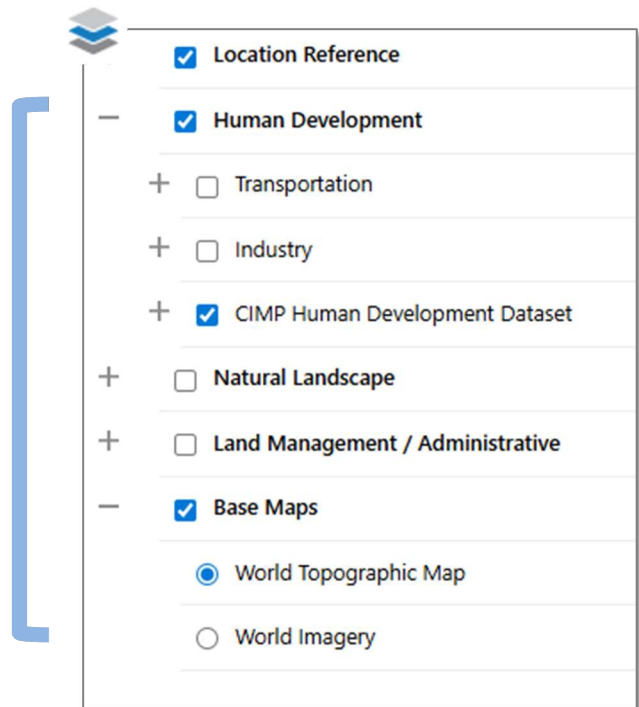 Location Reference
Human Development
Transportation
Industry
CIMP Human Development Dataset
Natural Landscape
Land Management / Administrative
Base Maps
World Topographic Map
World Imagery